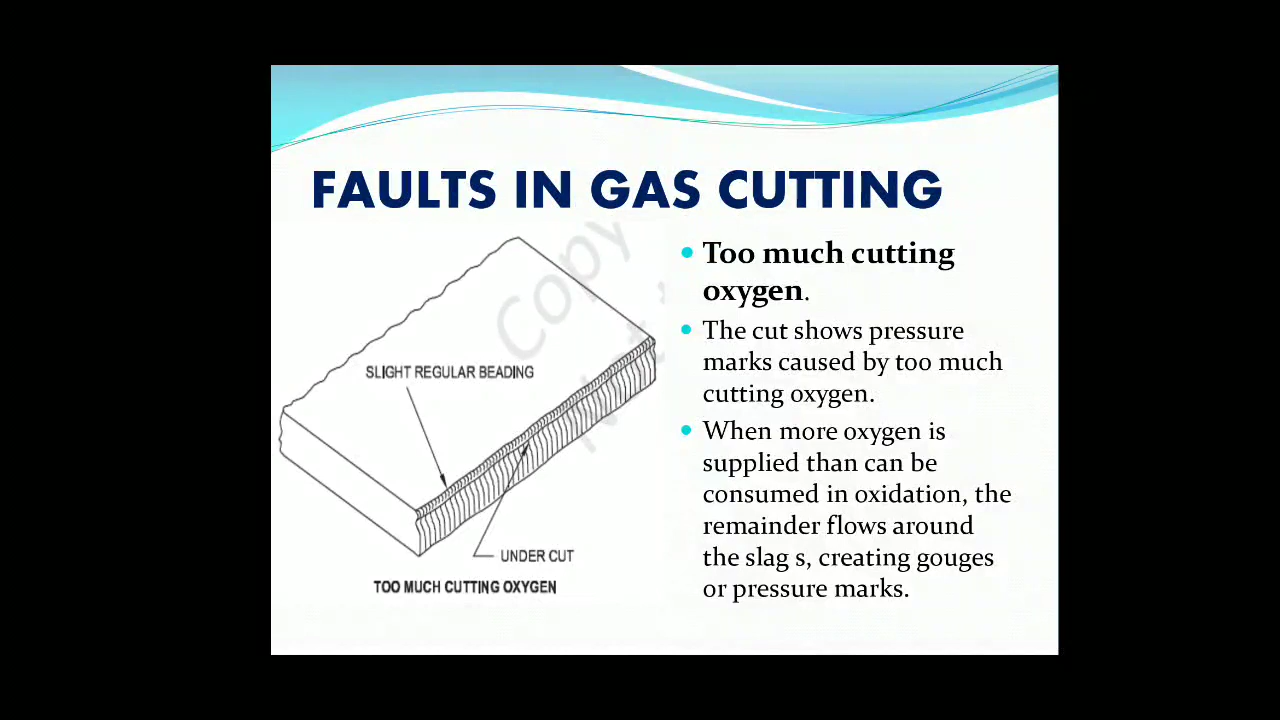 FAULTS IN GAS CUTTING
Copy
SLIGHT REGULAR BEADING
UNDER CUT
TOO MUCH CUTTING OXYGEN
Too much cutting
oxygen.
The cut shows pressure
marks caused by too much
cutting oxygen.
When more oxygen is
supplied than can be
consumed in oxidation, the
remainder flows around
the slag s, creating gouges
or pressure marks.